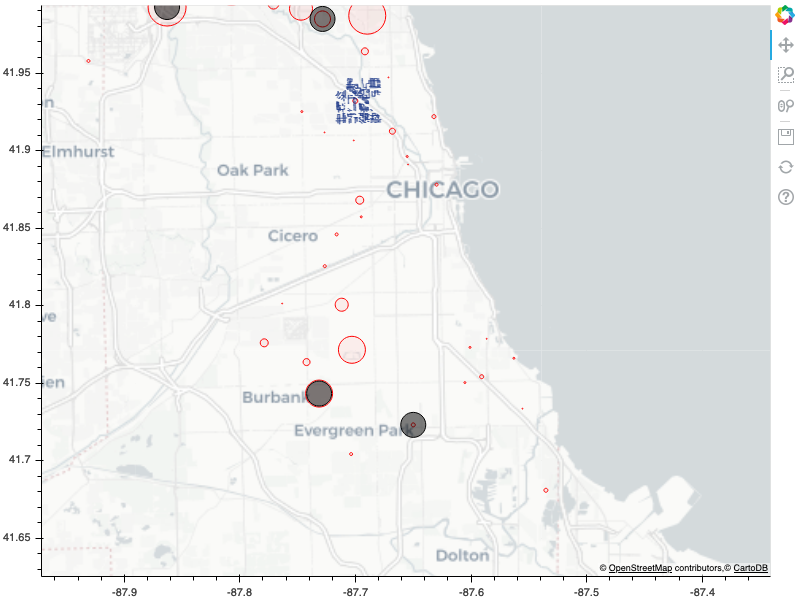 41.95
on
41.9
Elmhurst
Oak Park
CHICAGO
41.85
Cicero
41.8
ve
41.75
en
Burbank
Evergreen Park
41.7
41.65
Dolton
© OpenStreetMap contributors,© CartoDB
-87.9
-87.8
-87.7
-87.6
-87.5
-87.4